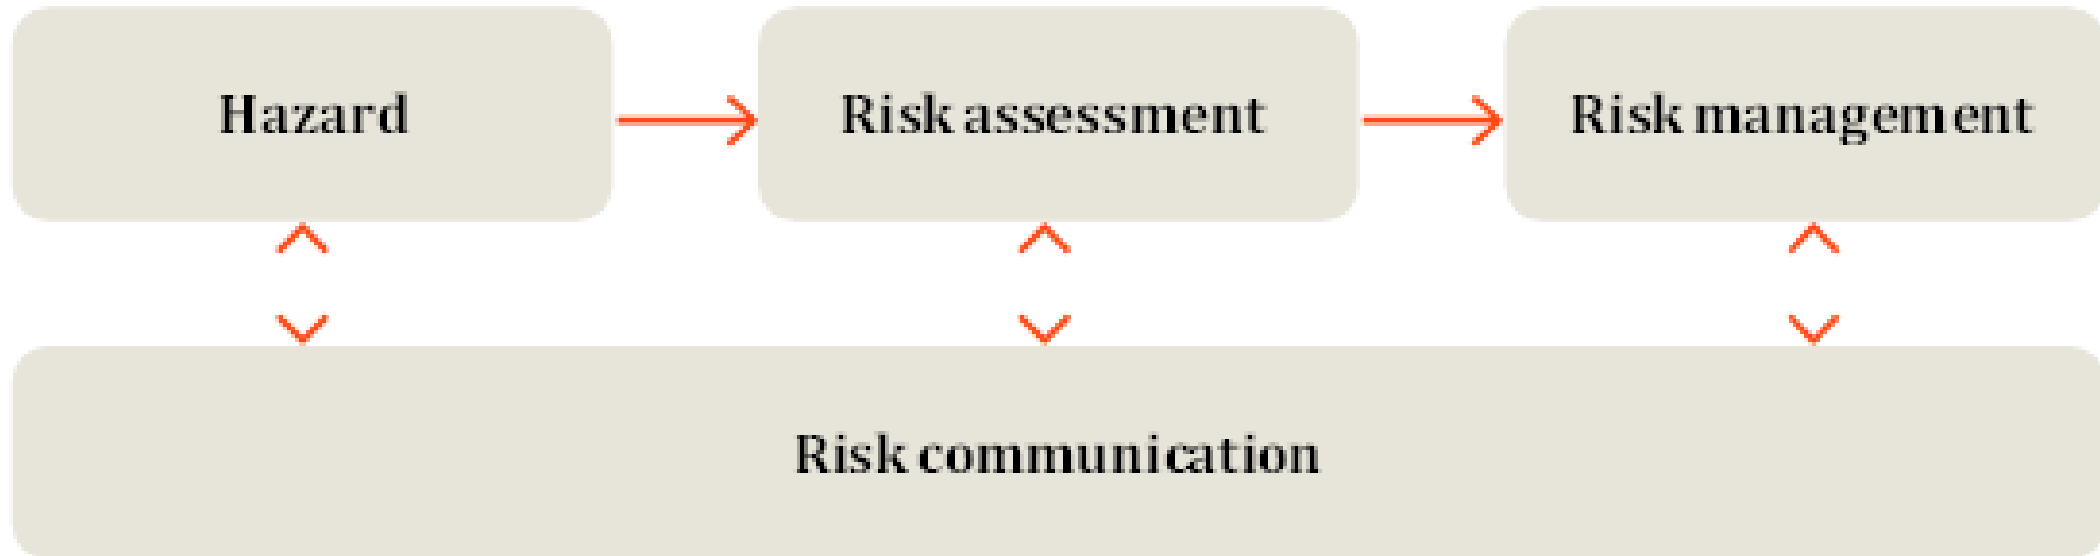 Hazard
Risk assessment
Risk management
Risk communication